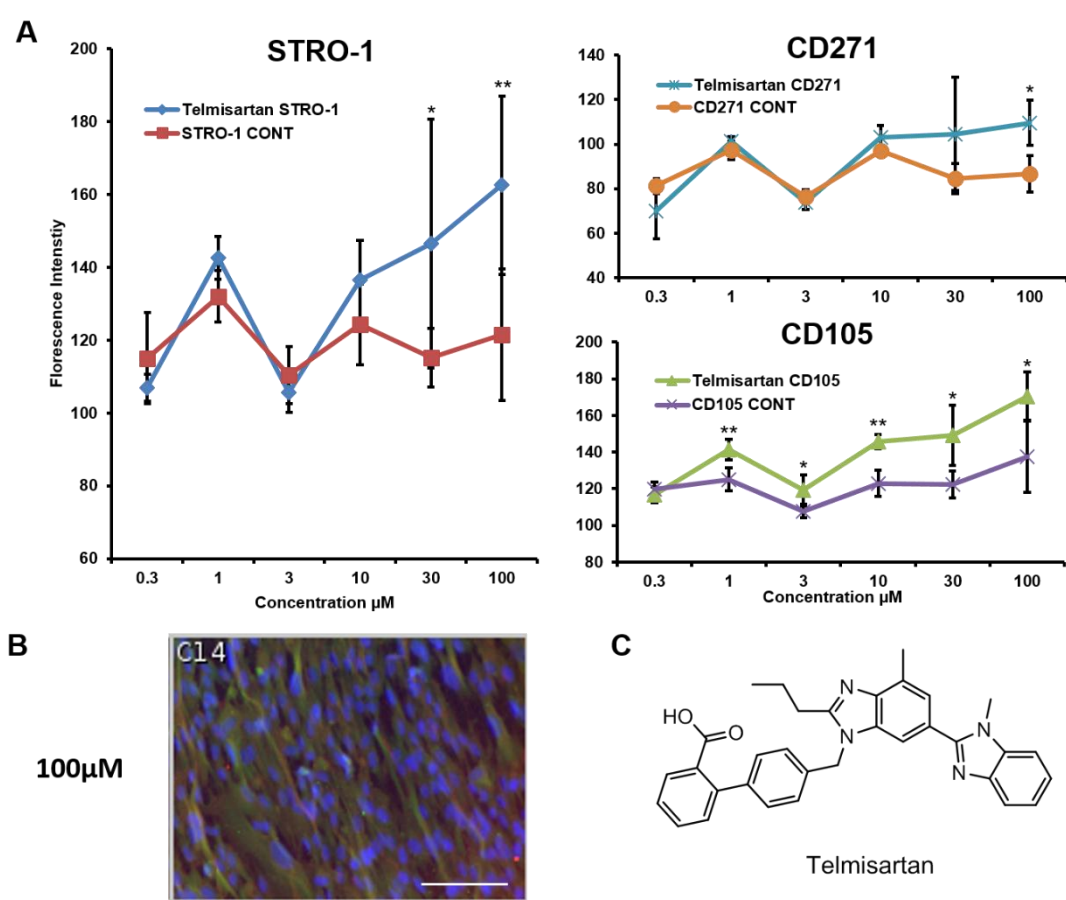 A
STRO-1
Telmisartan STRO-1
STRO-1 CONT
Florescence Intenstiy
200
180
160
140
120
100
80
60
*
**
0.3 1 3 10 30 100
Concentration µM
CD271
Telmisartan CD271
CD271 CONT
140
120
100
80
60
40
*
0.3 1 3 10 30 100
CD105
Telmisartan CD105
CD105 CONT
200
180
160
140
120
100
80
**
*
**
*
*
0.3 1 3 10 30 100
Concentration µM
B
100µM
C14
C
HO
O
N
N
N
N
Telmisartan